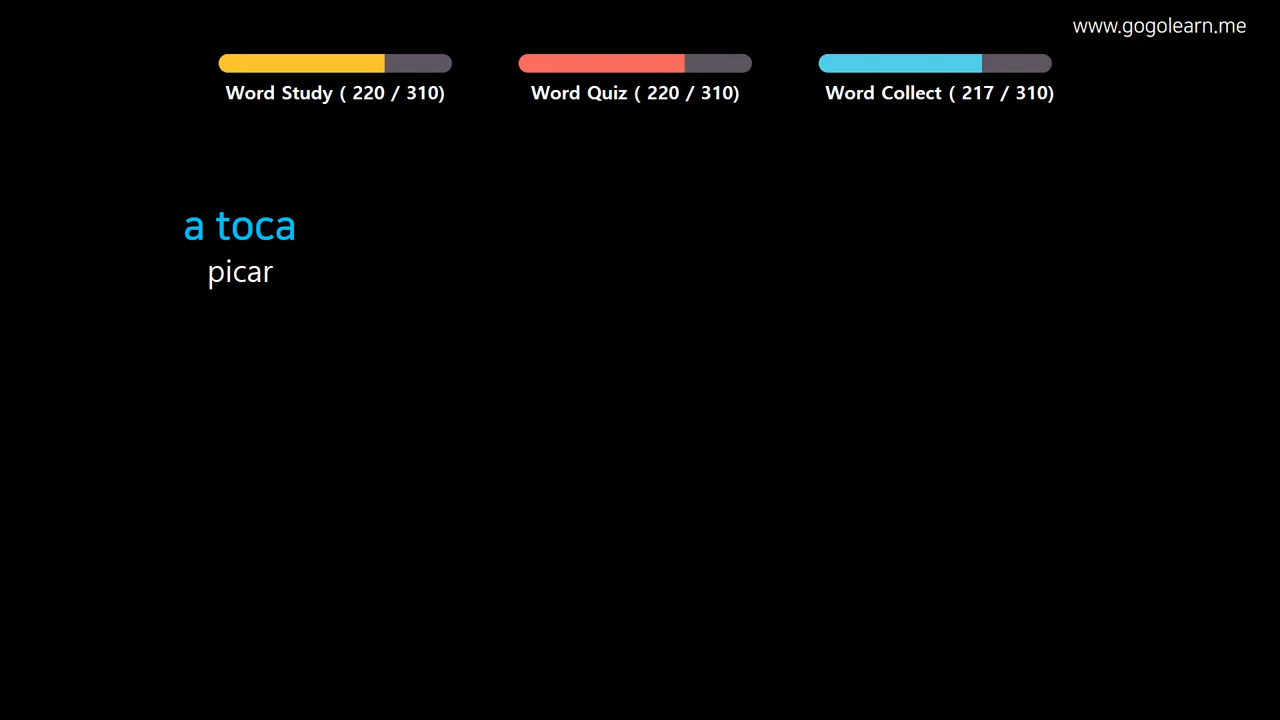 www.gogolearn.me
Word Study ( 220 / 310)
Word Quiz ( 220 / 310)
Word Collect ( 217 / 310)
a toca
picar